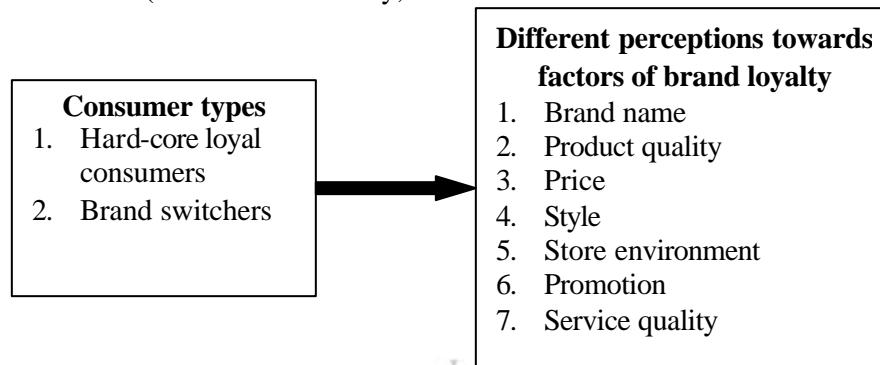 Different perceptions towards
factors of brand loyalty
1. Brand name
2. Product quality
3. Price
4. Style
5. Store environment
6. Promotion
7. Service quality
Consumer types
1. Hard-core loyal
consumers
2. Brand switchers